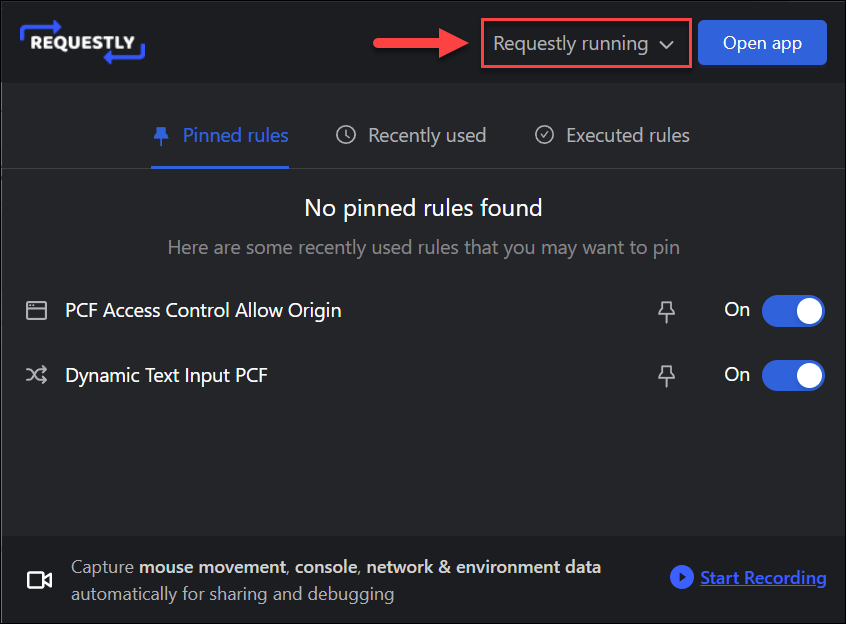 REQUESTLY
Requestly running
Open app
Pinned rules
Recently used
Executed rules
No pinned rules found
Here are some recently used rules that you may want to pin
PCF Access Control Allow Origin
On
Dynamic Text Input PCF
On
Capture mouse movement, console, network & environment data
automatically for sharing and debugging
Start Recording